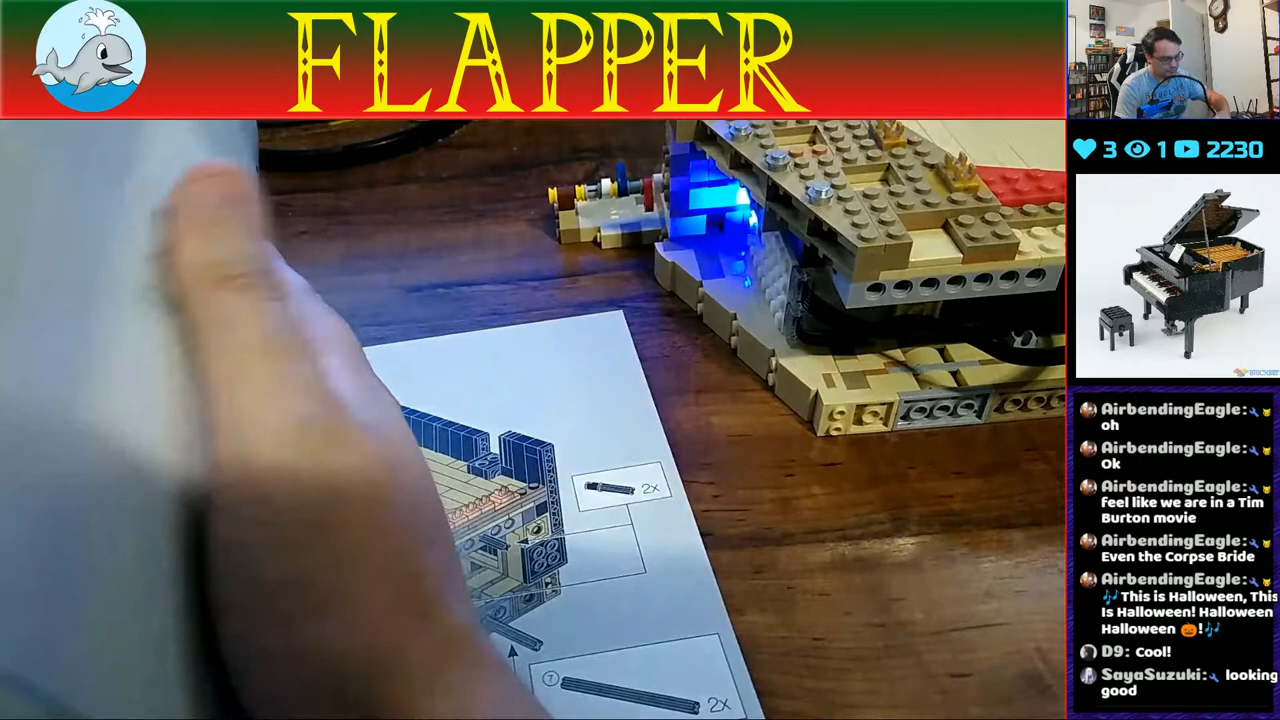 FLAPPER
3 1 2230
BRICKSET
AirbendingEagle:
oh
AirbendingEagle:
Ok
AirbendingEagle:
feel like we are in a Tim
Burton movie
AirbendingEagle:
Even the Corpse Bride
AirbendingEagle:
🎶This is Halloween, This
Is Halloween! Halloween
Halloween 🎃!🎶
D9: Cool!
SayaSuzuki: looking
good
2x
7
2x